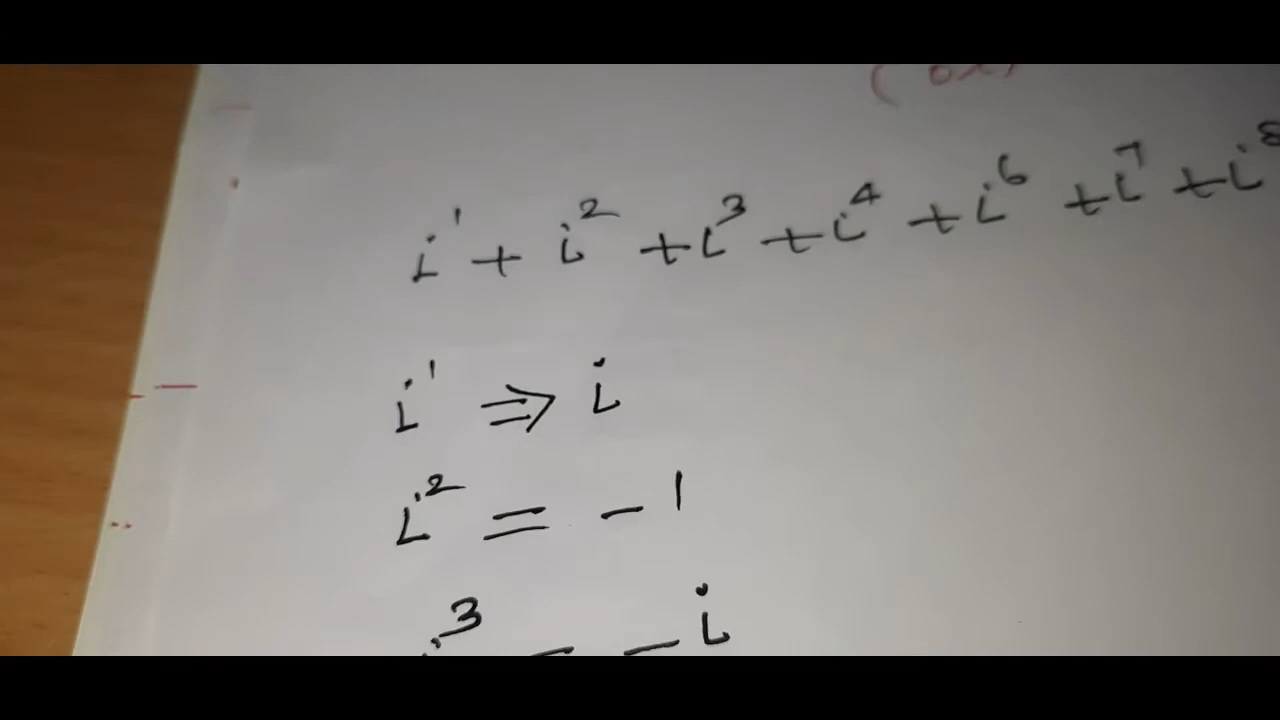 i¹ + i² + i³ + i⁴ + i⁶ + i⁷ + i⁸
i¹ ⇒ i
i² = - 1
i³ = - i